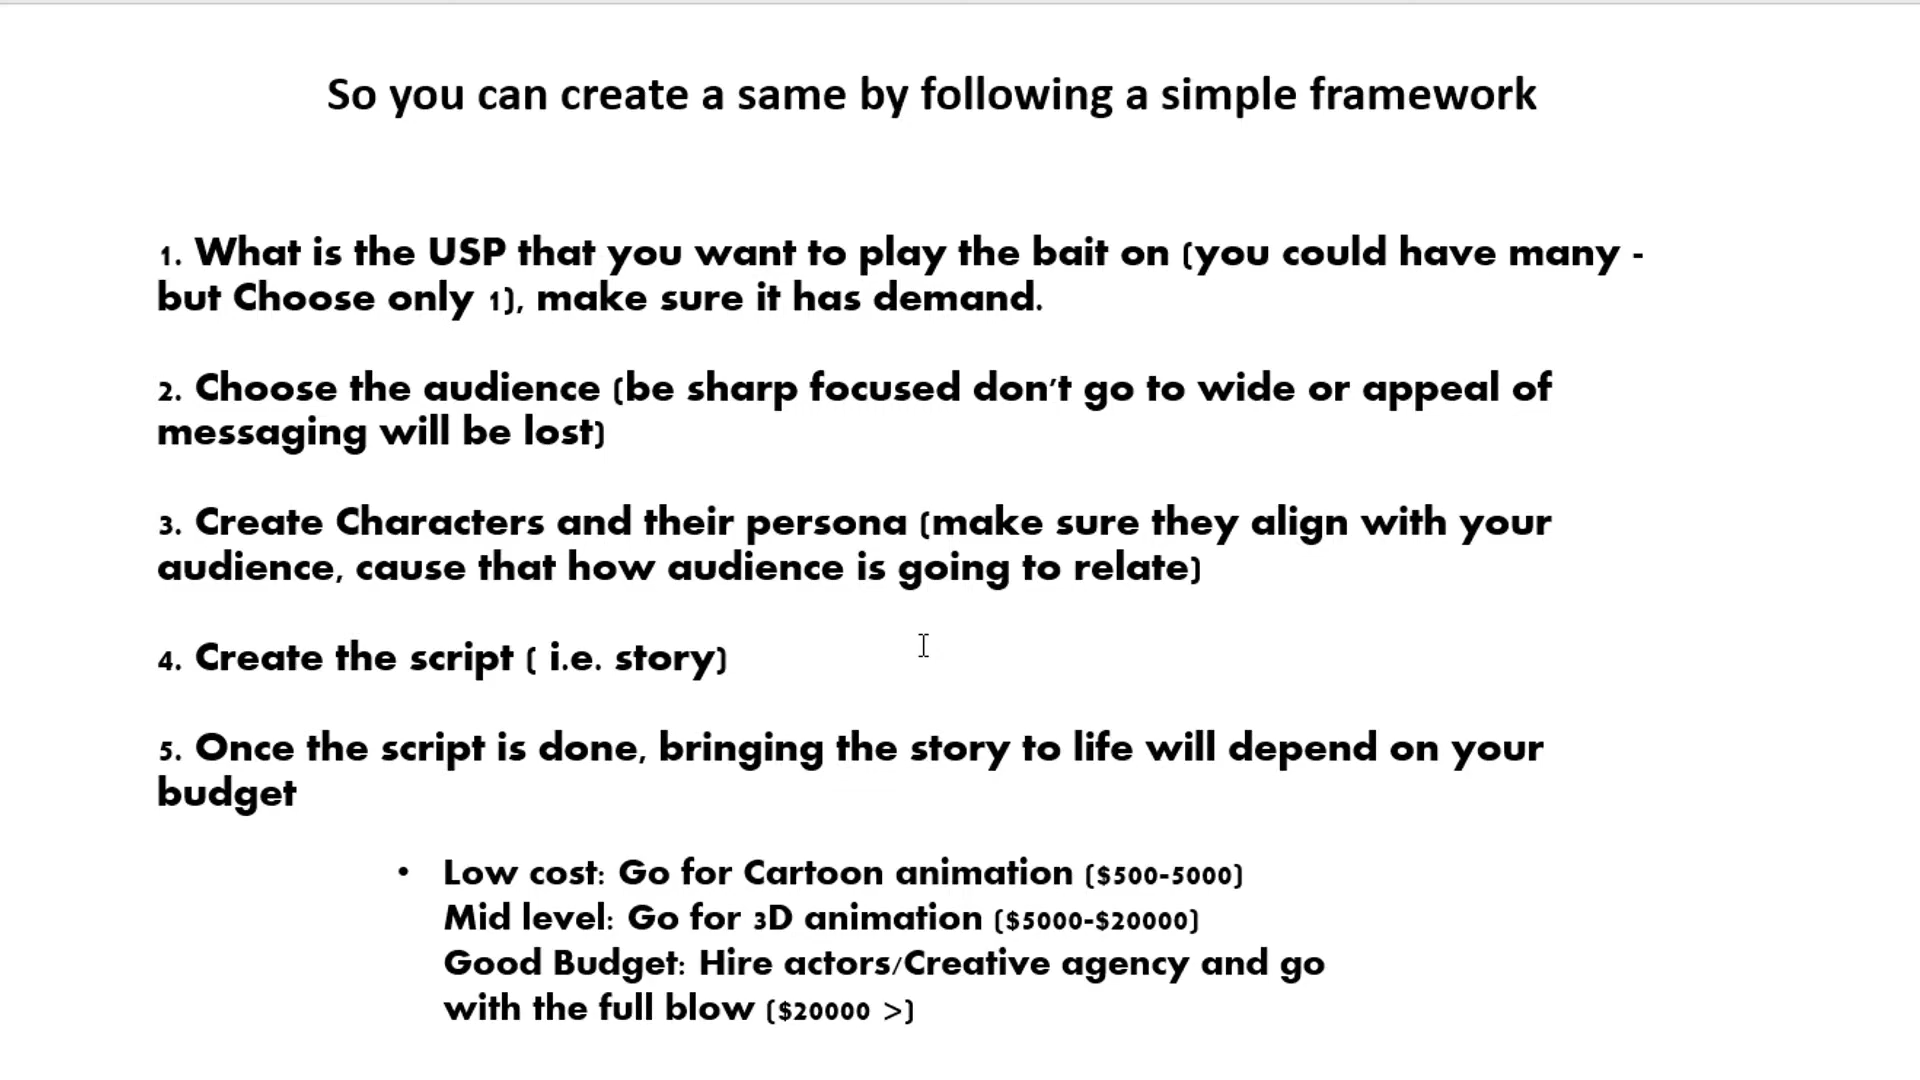 So you can create a same by following a simple framework
1. What is the USP that you want to play the bait on (you could have many -
but Choose only 1), make sure it has demand.
2. Choose the audience (be sharp focused don't go to wide or appeal of
messaging will be lost)
3. Create Characters and their persona (make sure they align with your
audience, cause that how audience is going to relate)
4. Create the script ( i.e. story)
5. Once the script is done, bringing the story to life will depend on your
budget
• Low cost: Go for Cartoon animation ($500-5000)
Mid level: Go for 3D animation ($5000-$20000)
Good Budget: Hire actors/Creative agency and go
with the full blow ($20000 >)